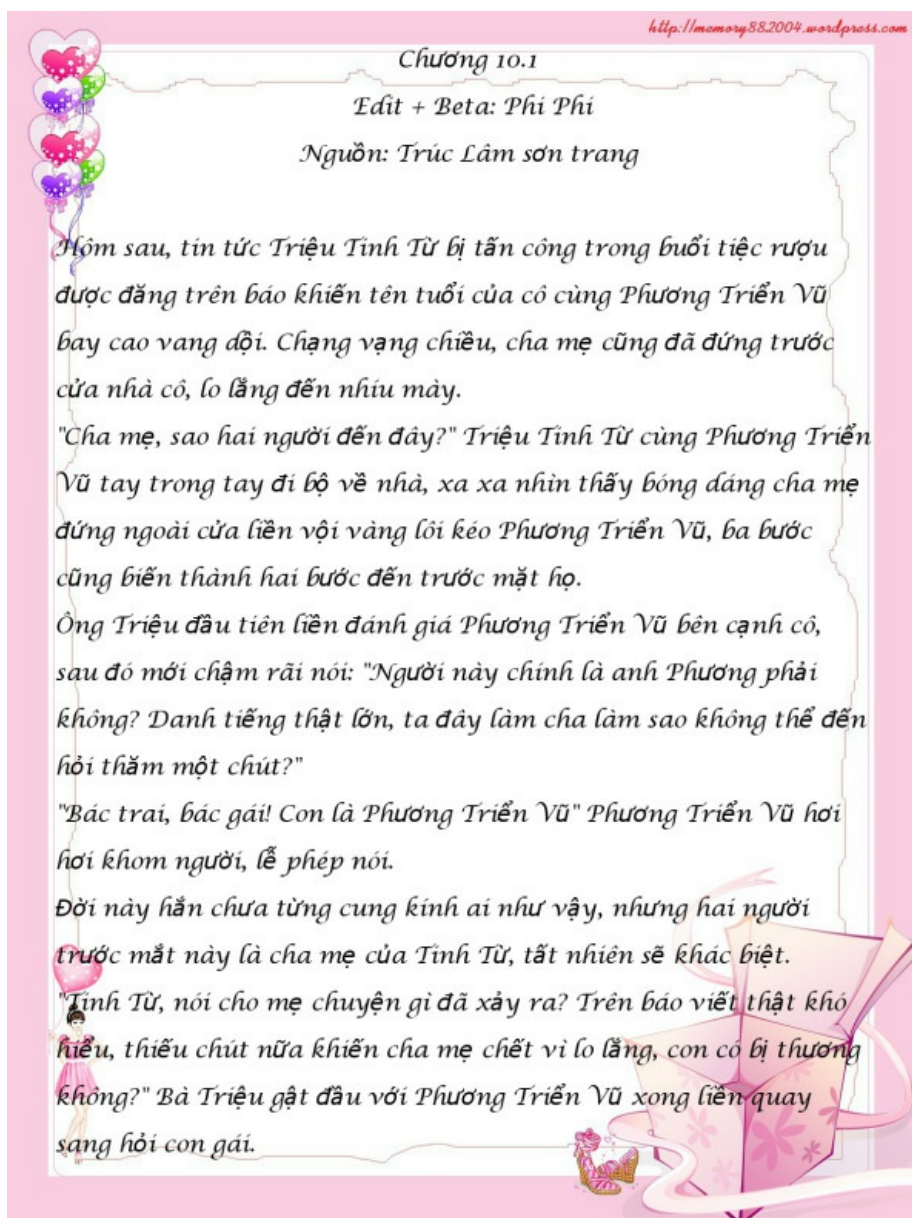 http://memory882004.wordpress.com
Chương 10.1
Edit + Beta: Phi Phi
Nguồn: Trúc Lâm sơn trang
Hôm sau, tin tức Triệu Tinh Từ bị tấn công trong buổi tiệc rượu
được đăng trên báo khiến tên tuổi của cô cùng Phương Triển Vũ
bay cao vang dội. Chạng vạng chiều, cha mẹ cũng đã đứng trước
cửa nhà cô, lo lắng đến nhíu mày.
"Cha mẹ, sao hai người đến đây?" Triệu Tinh Từ cùng Phương Triển
Vũ tay trong tay đi bộ về nhà, xa xa nhìn thấy bóng dáng cha mẹ
đứng ngoài cửa liền vội vàng lôi kéo Phương Triển Vũ, ba bước
cũng biến thành hai bước đến trước mặt họ.
Ông Triệu đầu tiên liền đánh giá Phương Triển Vũ bên cạnh cô,
sau đó mới chậm rãi nói: "Người này chính là anh Phương phải
không? Danh tiếng thật lớn, ta đây làm cha làm sao không thể đến
hỏi thăm một chút?"
"Bác trai, bác gái! Con là Phương Triển Vũ" Phương Triển Vũ hơi
hơi khom người, lễ phép nói.
Đời này hắn chưa từng cung kính ai như vậy, nhưng hai người
trước mắt này là cha mẹ của Tinh Từ, tất nhiên sẽ khác biệt.
"Tinh Từ, nói cho mẹ chuyện gì đã xảy ra? Trên báo viết thật khó
hiểu, thiếu chút nữa khiến cha mẹ chết vì lo lắng, con có bị thương
không?" Bà Triệu gật đầu với Phương Triển Vũ xong liền quay
sang hỏi con gái.